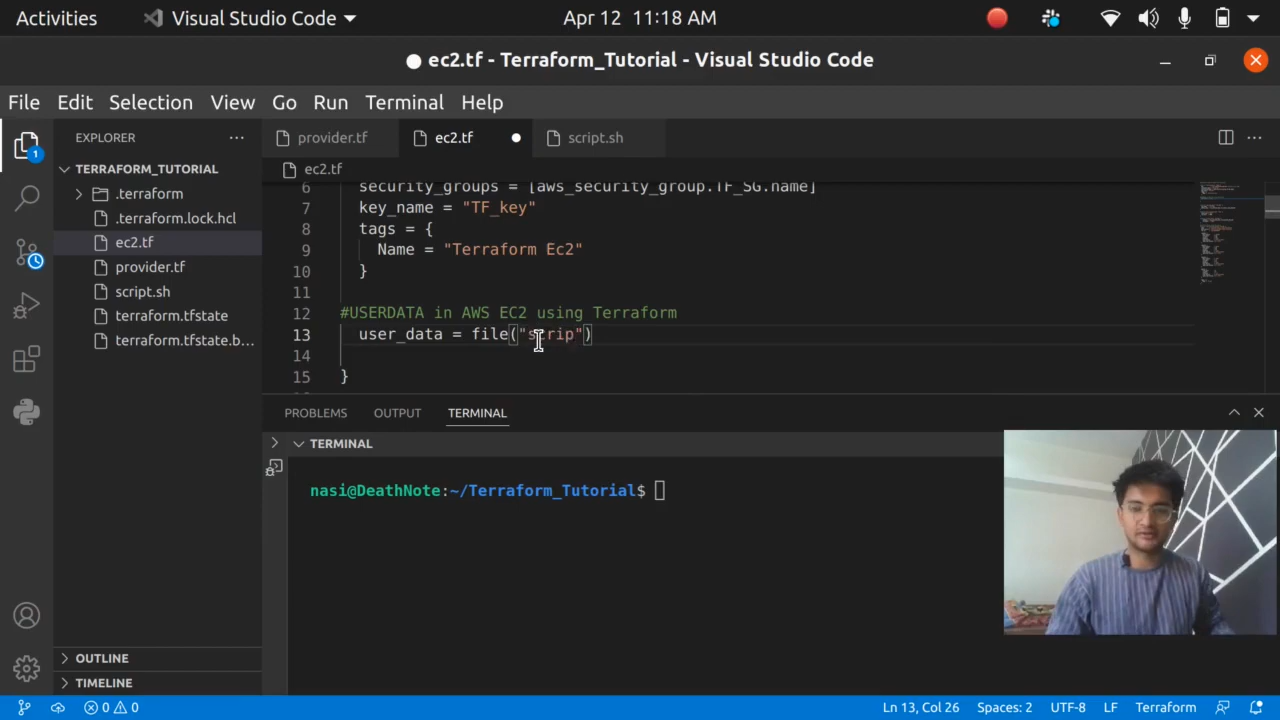 Activities
Visual Studio Code
Apr 12 11:18 AM
ec2.tf - Terraform_Tutorial - Visual Studio Code
File Edit Selection View Go Run Terminal Help
EXPLORER
provider.tf
ec2.tf
script.sh
TERRAFORM_TUTORIAL
ec2.tf
.terraform
.terraform.lock.hcl
ec2.tf
provider.tf
script.sh
terraform.tfstate
terraform.tfstate.b...
6 security_groups = [aws_security_group.TF_SG.name]
7 key_name = "TF_key"
8 tags = {
9 Name = "Terraform Ec2"
10 }
11
12 #USERDATA in AWS EC2 using Terraform
13 user_data = file("scrip")
14
15 }
PROBLEMS OUTPUT TERMINAL
TERMINAL
nasi@DeathNote:~/Terraform_Tutorial$
1
OUTLINE
TIMELINE
0 0
Ln 13, Col 26 Spaces: 2 UTF-8 LF Terraform